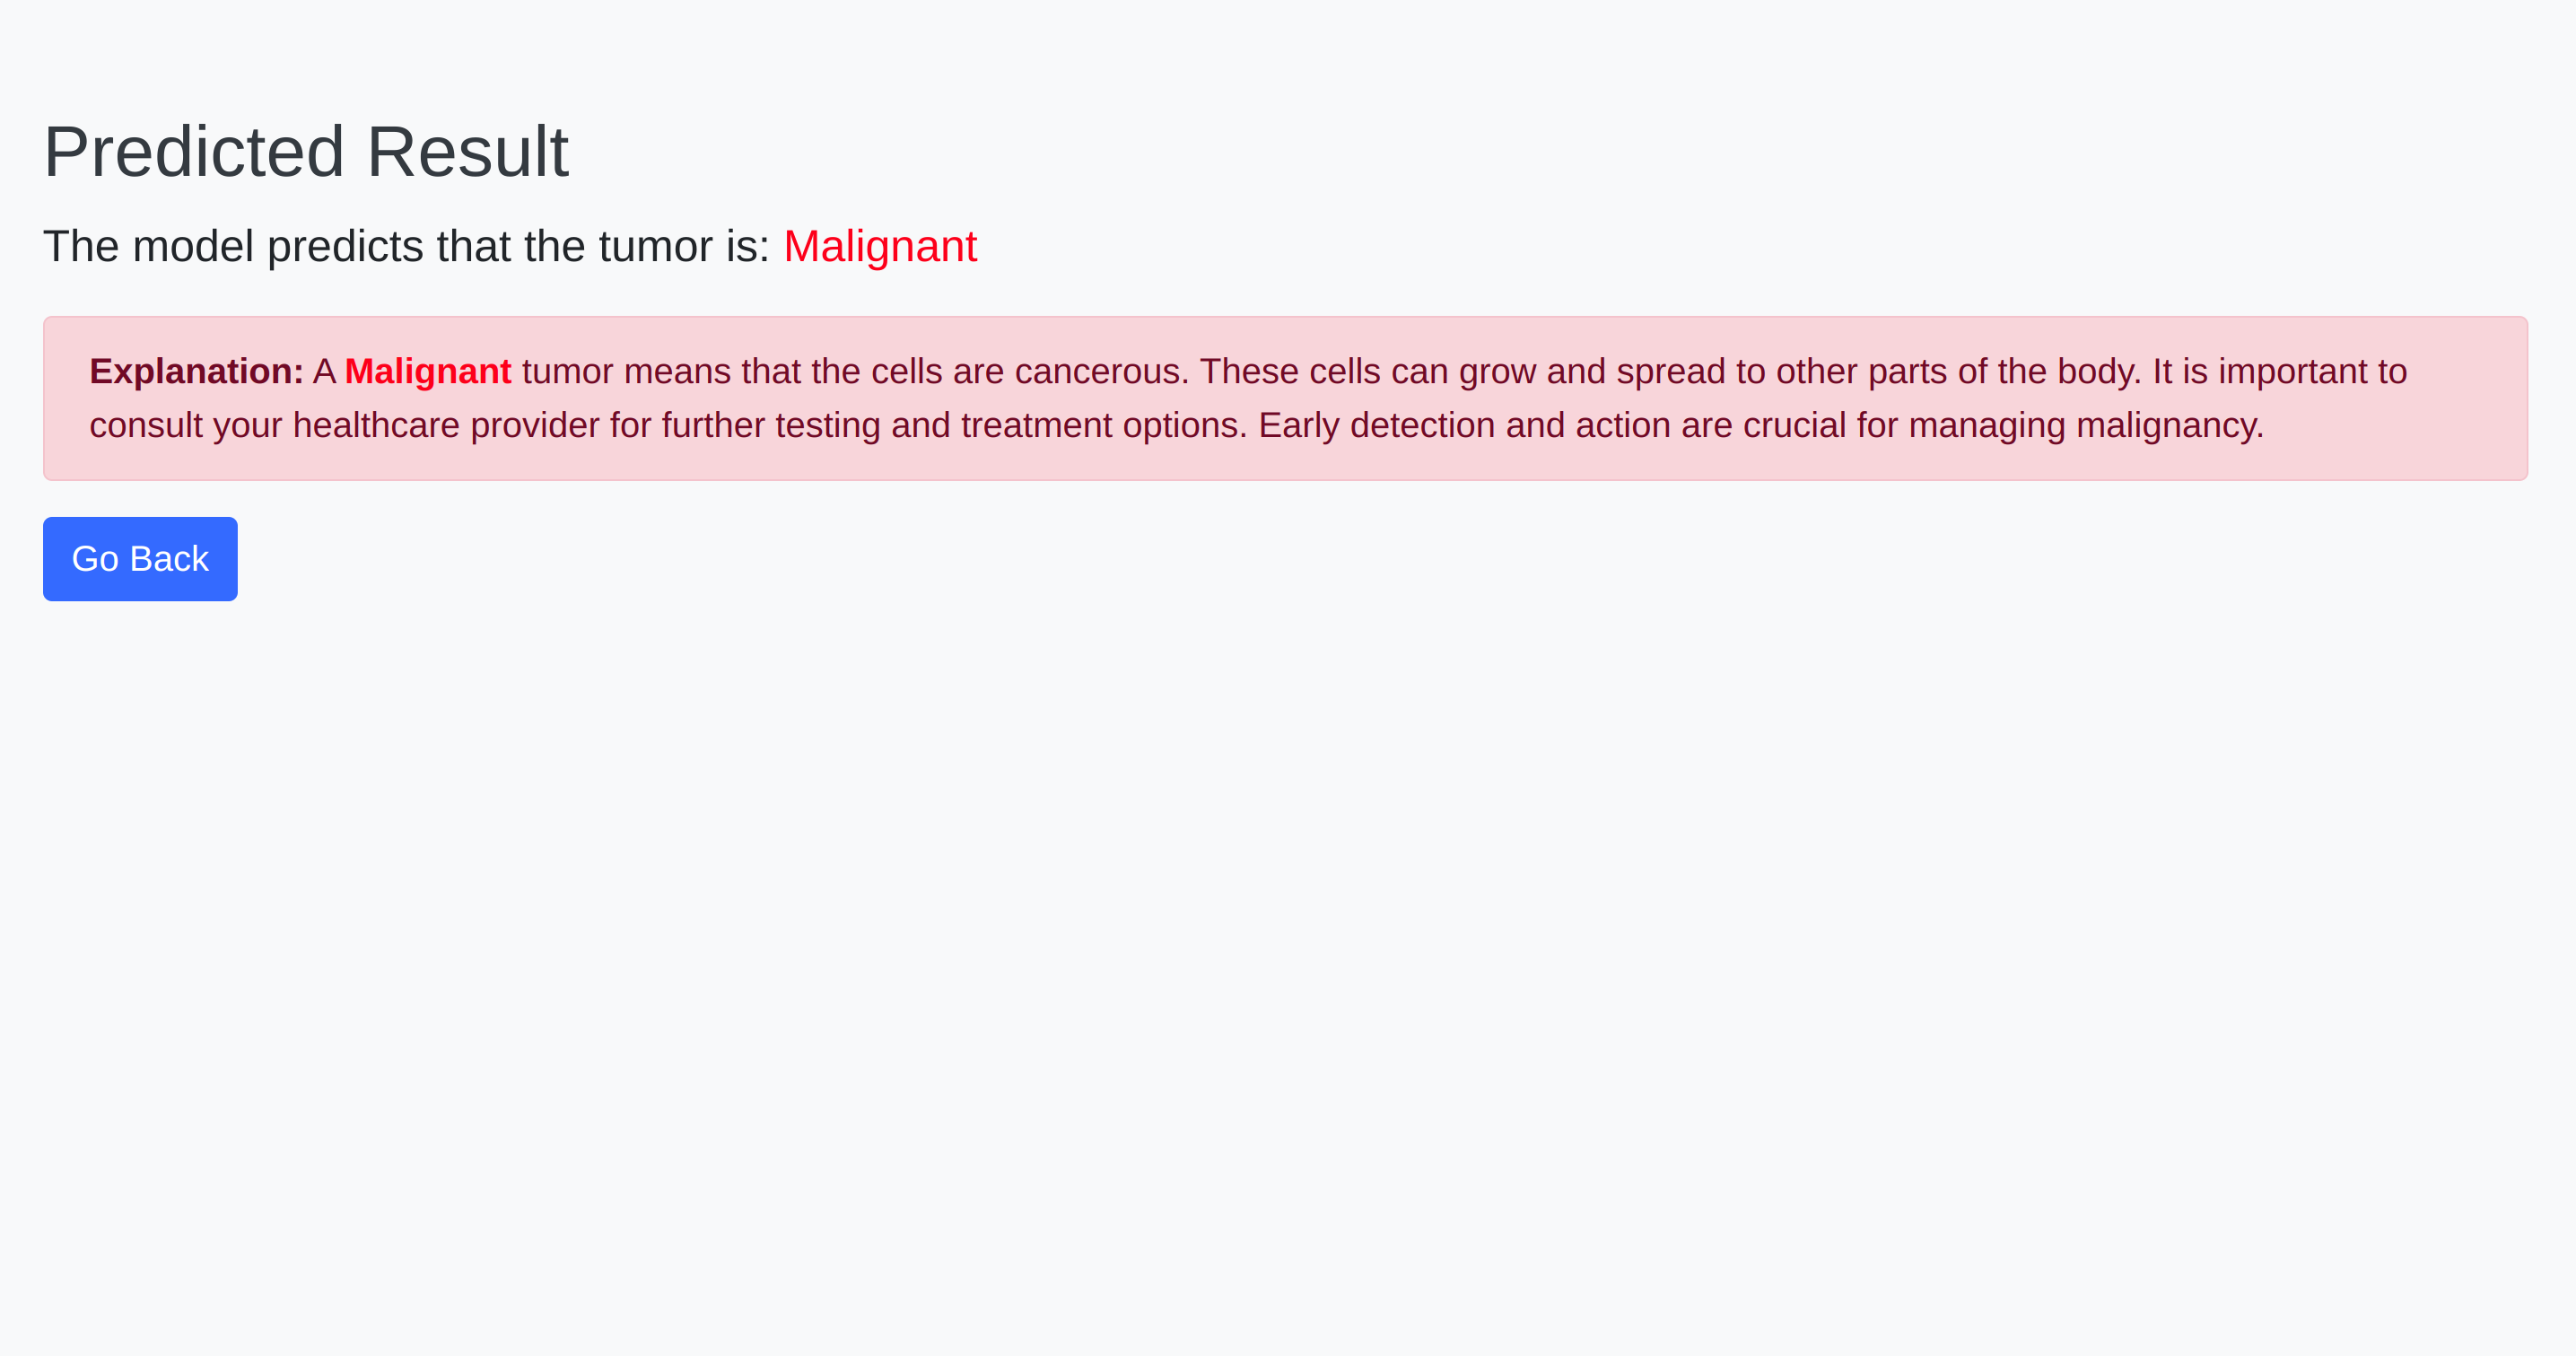 Predicted Result
The model predicts that the tumor is: Malignant
Explanation: A Malignant tumor means that the cells are cancerous. These cells can grow and spread to other parts of the body. It is important to
consult your healthcare provider for further testing and treatment options. Early detection and action are crucial for managing malignancy.
Go Back